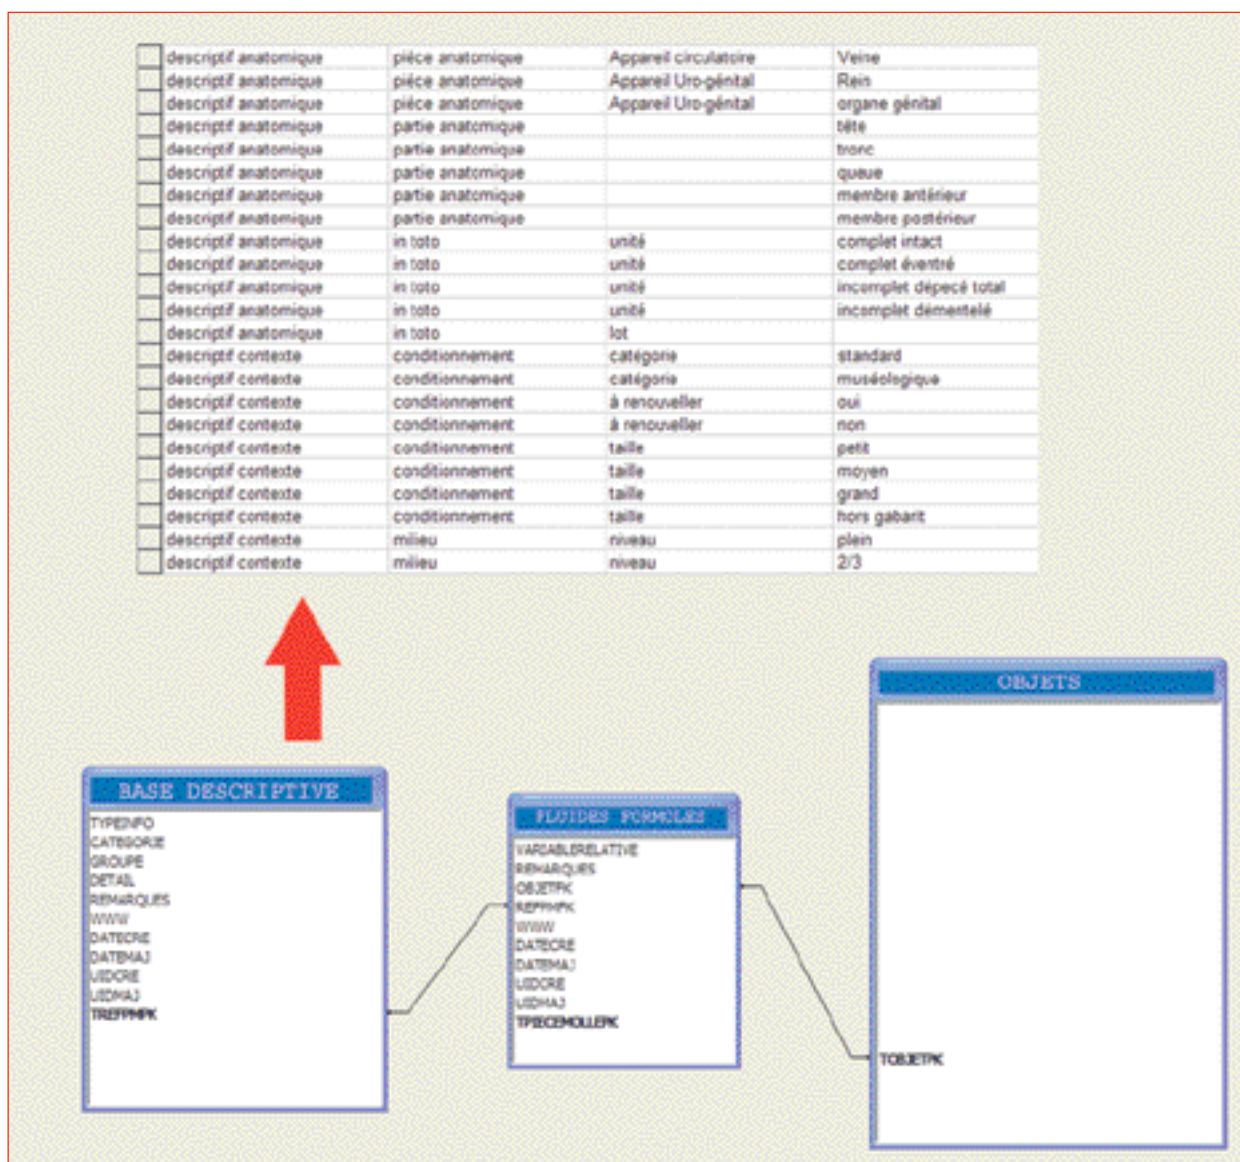 descriptif anatomique pièce anatomique Appareil circulatoire Veine
descriptif anatomique pièce anatomique Appareil Uro-génital Rein
descriptif anatomique pièce anatomique Appareil Uro-génital organe génital
descriptif anatomique partie anatomique tête
descriptif anatomique partie anatomique tronc
descriptif anatomique partie anatomique queue
descriptif anatomique partie anatomique membre antérieur
descriptif anatomique partie anatomique membre postérieur
descriptif anatomique in toto unité complet intact
descriptif anatomique in toto unité complet éventré
descriptif anatomique in toto unité incomplet dépecé total
descriptif anatomique in toto unité incomplet démentelé
descriptif anatomique in toto lot
descriptif contexte conditionnement catégorie standard
descriptif contexte conditionnement catégorie muséologique
descriptif contexte conditionnement à renouveller oui
descriptif contexte conditionnement à renouveller non
descriptif contexte conditionnement taille petit
descriptif contexte conditionnement taille moyen
descriptif contexte conditionnement taille grand
descriptif contexte conditionnement taille hors gabarit
descriptif contexte milieu niveau plein
descriptif contexte milieu niveau 2/3
BASE DESCRIPTIVE
TYPEINFO
CATEGORIE
GROUPE
DETAIL
REMARQUES
WWW
DATECRE
DATEMAJ
UIDCRE
UIDMAJ
TREFPMPK
FLUIDES FORMOLES
VARIABLERELATIVE
REMARQUES
OBJETFK
REFPMFK
WWW
DATECRE
DATEMAJ
UIDCRE
UIDMAJ
TPIECEMOLLEPK
OBJETS
TOBJETPK